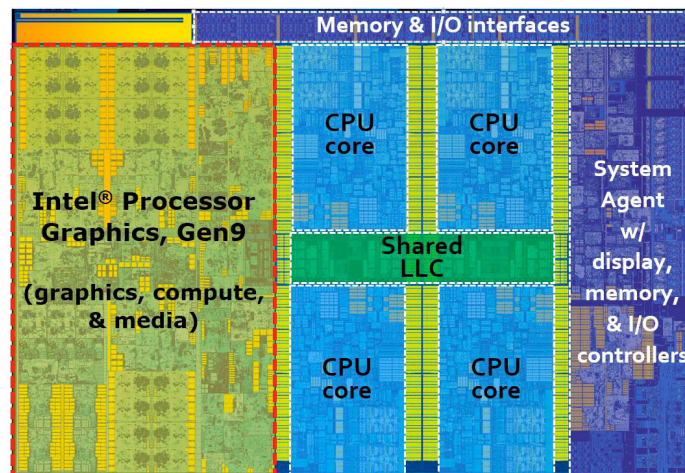 Memory & I/O interfaces
CPU
core
CPU
core
Intel® Processor
Graphics, Gen9
(graphics, compute,
& media)
Shared
LLC
System
Agent
w/
display,
memory,
& I/O
controllers
CPU
core
CPU
core